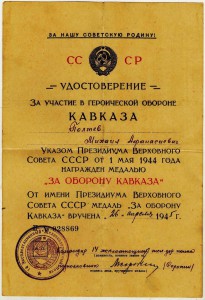 ЗА НАШУ СОВЕТСКУЮ РОДИНУ!
СС СР
УДОСТОВЕРЕНИЕ
ЗА УЧАСТИЕ В ГЕРОИЧЕСКОЙ ОБОРОНЕ
КАВКАЗА
Михаил Афанасьевич
УКАЗОМ ПРЕЗИДИУМА ВЕРХОВНОГО
СОВЕТА СССР ОТ 1 МАЯ 1944 ГОДА
НАГРАЖДЕН МЕДАЛЬЮ
„ЗА ОБОРОНУ КАВКАЗА"
ОТ ИМЕНИ ПРЕЗИДИУМА ВЕРХОВНОГО
СОВЕТА СССР МЕДАЛЬ „ЗА ОБОРОНУ
КАВКАЗА" ВРУЧЕНА „26" апреля 1945 г.
№ 028869